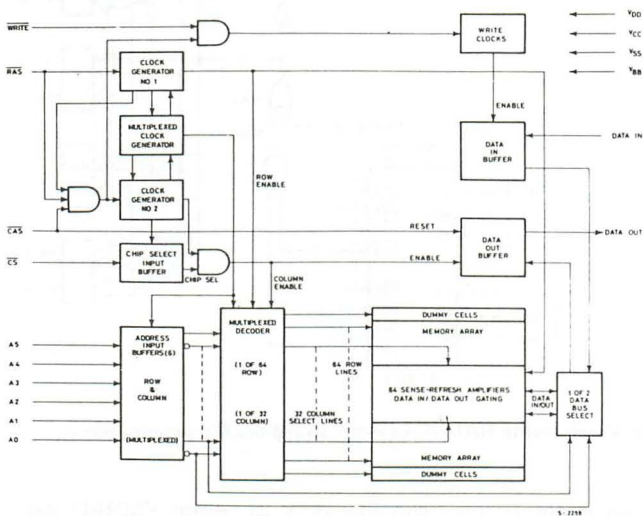 WRITE
WRITE
CLOCKS
VDD
VCC
VSS
VBB
RAS
CLOCK
GENERATOR
NO 1
ENABLE
MULTIPLEXED
CLOCK
GENERATOR
DATA
IN
BUFFER
DATA IN
ROW
ENABLE
CLOCK
GENERATOR
NO 2
CAS
RESET
DATA
OUT
BUFFER
DATA OUT
CS
CHIP SELECT
INPUT
BUFFER
CHIP SEL
ENABLE
COLUMN
ENABLE
A5
A4
A3
A2
A1
A0
ADDRESS
INPUT
BUFFERS(6)
ROW
&
COLUMN
(MULTIPLEXED)
MULTIPLEXED
DECODER
(1 OF 64
ROW)
(1 OF 32
COLUMN)
64 ROW
LINES
32 COLUMN
SELECT LINES
DUMMY CELLS
MEMORY ARRAY
64 SENSE-REFRESH AMPLIFIERS
DATA IN/DATA OUT GATING
MEMORY ARRAY
DUMMY CELLS
DATA
IN/OUT
1 OF 2
DATA
BUS
SELECT
S-2298